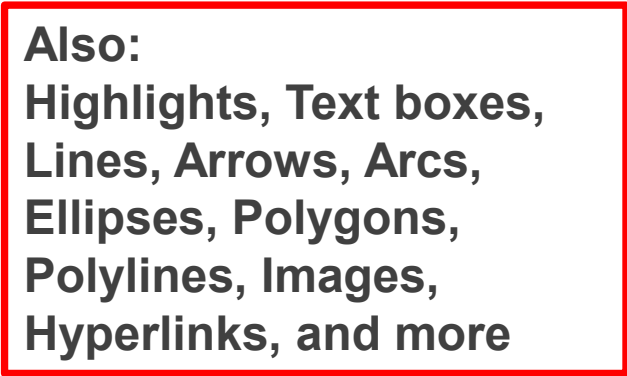 Also:
Highlights, Text boxes,
Lines, Arrows, Arcs,
Ellipses, Polygons,
Polylines, Images,
Hyperlinks, and more